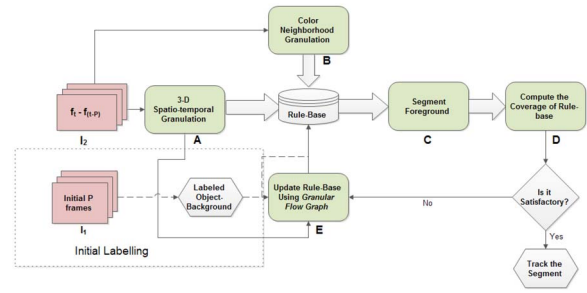 Color
Neighborhood
Granulation
B
fₜ - f₍ₜ₋ₚ₎
I₂
3-D
Spatio-temporal
Granulation
A
Rule-Base
Segment
Foreground
C
Compute the
Coverage of Rule-
base
D
Initial P
frames
I₁
Labeled
Object-
Background
Initial Labelling
Update Rule-Base
Using Granular
Flow Graph
E
No
Is it
Satisfactory?
Yes
Track the
Segment